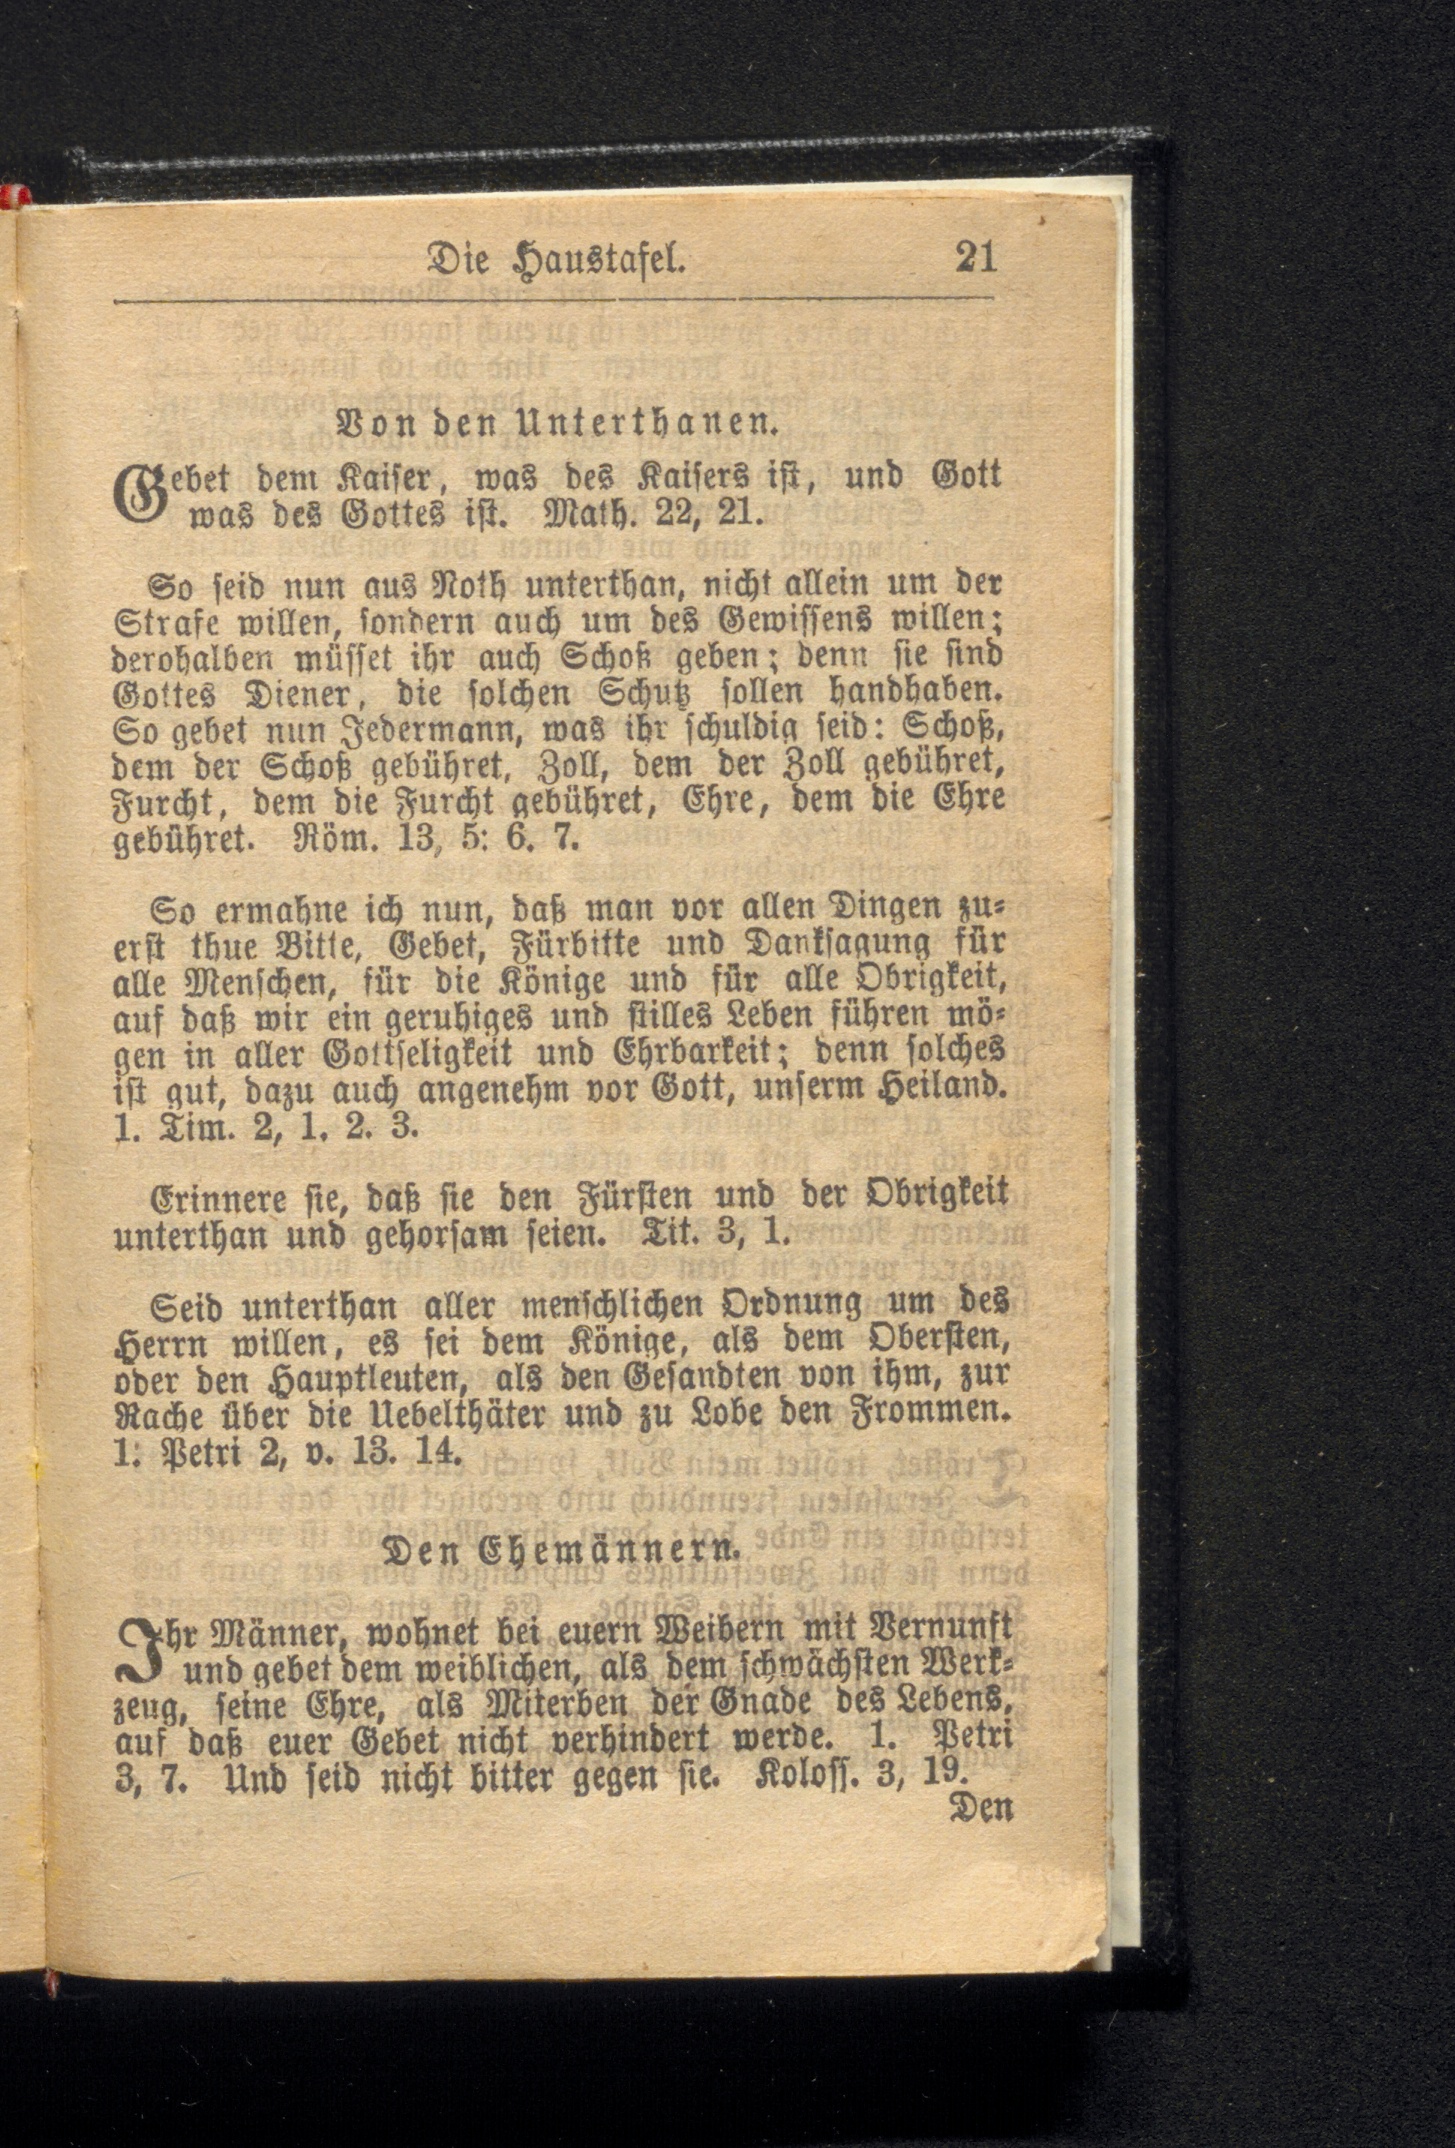 Die Haustafel. 21
Von den Unterthanen.
Gebet dem Kaiser, was des Kaisers ist, und Gott
was des Gottes ist. Math. 22, 21.
So seid nun aus Noth unterthan, nicht allein um der
Strafe willen, sondern auch um des Gewissens willen;
derohalben müsset ihr auch Schoß geben; denn sie sind
Gottes Diener, die solchen Schutz sollen handhaben.
So gebet nun Jedermann, was ihr schuldig seid: Schoß,
dem der Schoß gebühret, Zoll, dem der Zoll gebühret,
Furcht, dem die Furcht gebühret, Ehre, dem die Ehre
gebühret. Röm. 13, 5: 6. 7.
So ermahne ich nun, daß man vor allen Dingen zu-
erst thue Bitte, Gebet, Fürbitte und Danksagung für
alle Menschen, für die Könige und für alle Obrigkeit,
auf daß wir ein geruhiges und stilles Leben führen mö-
gen in aller Gottseligkeit und Ehrbarkeit; denn solches
ist gut, dazu auch angenehm vor Gott, unserm Heiland.
1. Tim. 2, 1. 2. 3.
Erinnere sie, daß sie den Fürsten und der Obrigkeit
unterthan und gehorsam seien. Tit. 3, 1.
Seid unterthan aller menschlichen Ordnung um des
Herrn willen, es sei dem Könige, als dem Obersten,
oder den Hauptleuten, als den Gesandten von ihm, zur
Rache über die Uebelthäter und zu Lobe den Frommen.
1. Petri 2, v. 13. 14.
Den Ehemännern.
Ihr Männer, wohnet bei euern Weibern mit Vernunft
und gebet dem weiblichen, als dem schwächsten Werk-
zeug, seine Ehre, als Miterben der Gnade des Lebens,
auf daß euer Gebet nicht verhindert werde. 1. Petri
3, 7. Und seid nicht bitter gegen sie. Koloss. 3, 19.
Den